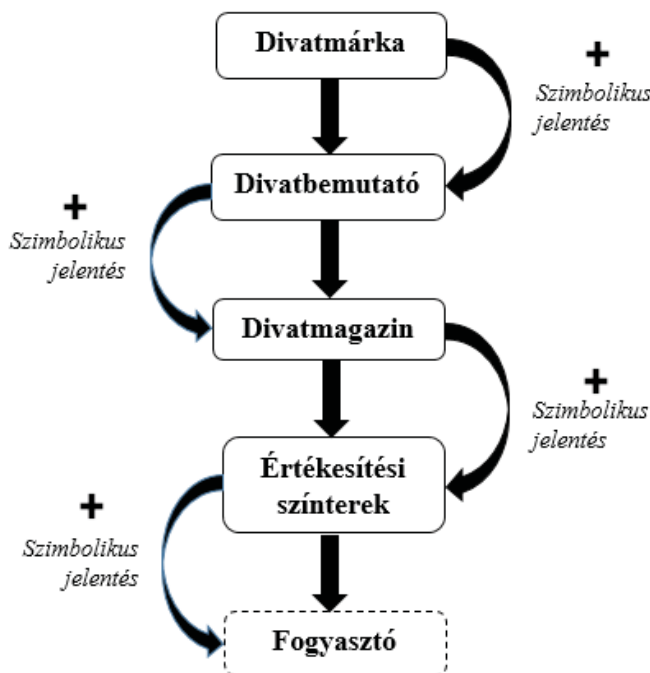 Divatmárka
+
Szimbolikus
jelentés
Divatbemutató
+
Szimbolikus
jelentés
Divatmagazin
+
Szimbolikus
jelentés
Értékesítési
színterek
+
Szimbolikus
jelentés
Fogyasztó